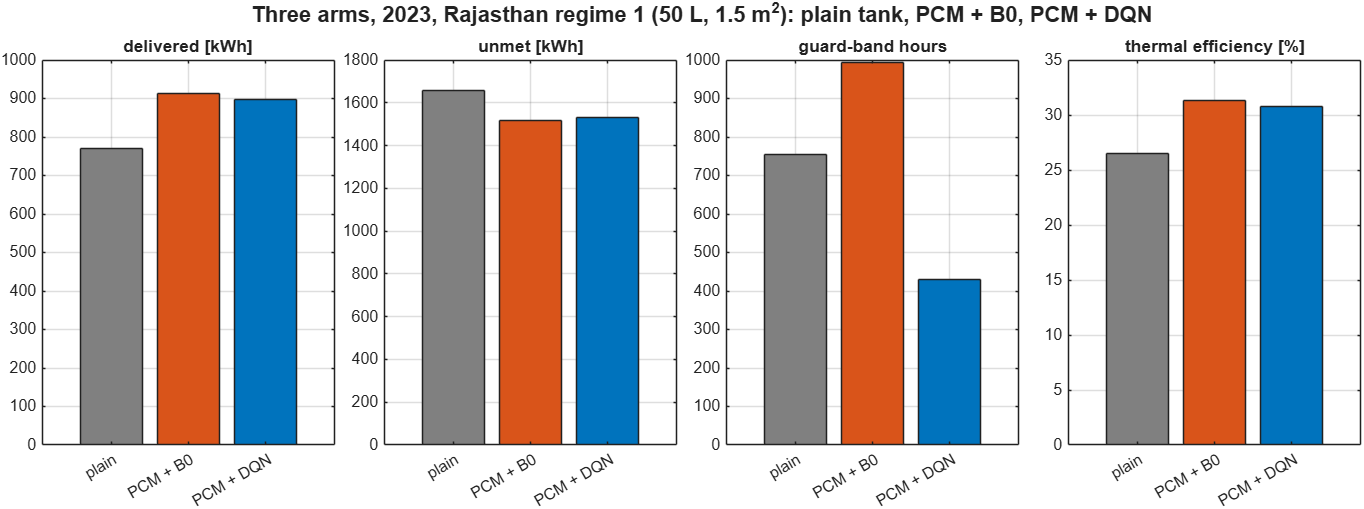 Three arms, 2023, Rajasthan regime 1 (50 L, 1.5 m²): plain tank, PCM + B0, PCM + DQN
delivered [kWh]
1000
900
800
700
600
500
400
300
200
100
0
plain
PCM + B0
PCM + DQN
unmet [kWh]
1800
1600
1400
1200
1000
800
600
400
200
0
plain
PCM + B0
PCM + DQN
guard-band hours
1000
900
800
700
600
500
400
300
200
100
0
plain
PCM + B0
PCM + DQN
thermal efficiency [%]
35
30
25
20
15
10
5
0
plain
PCM + B0
PCM + DQN